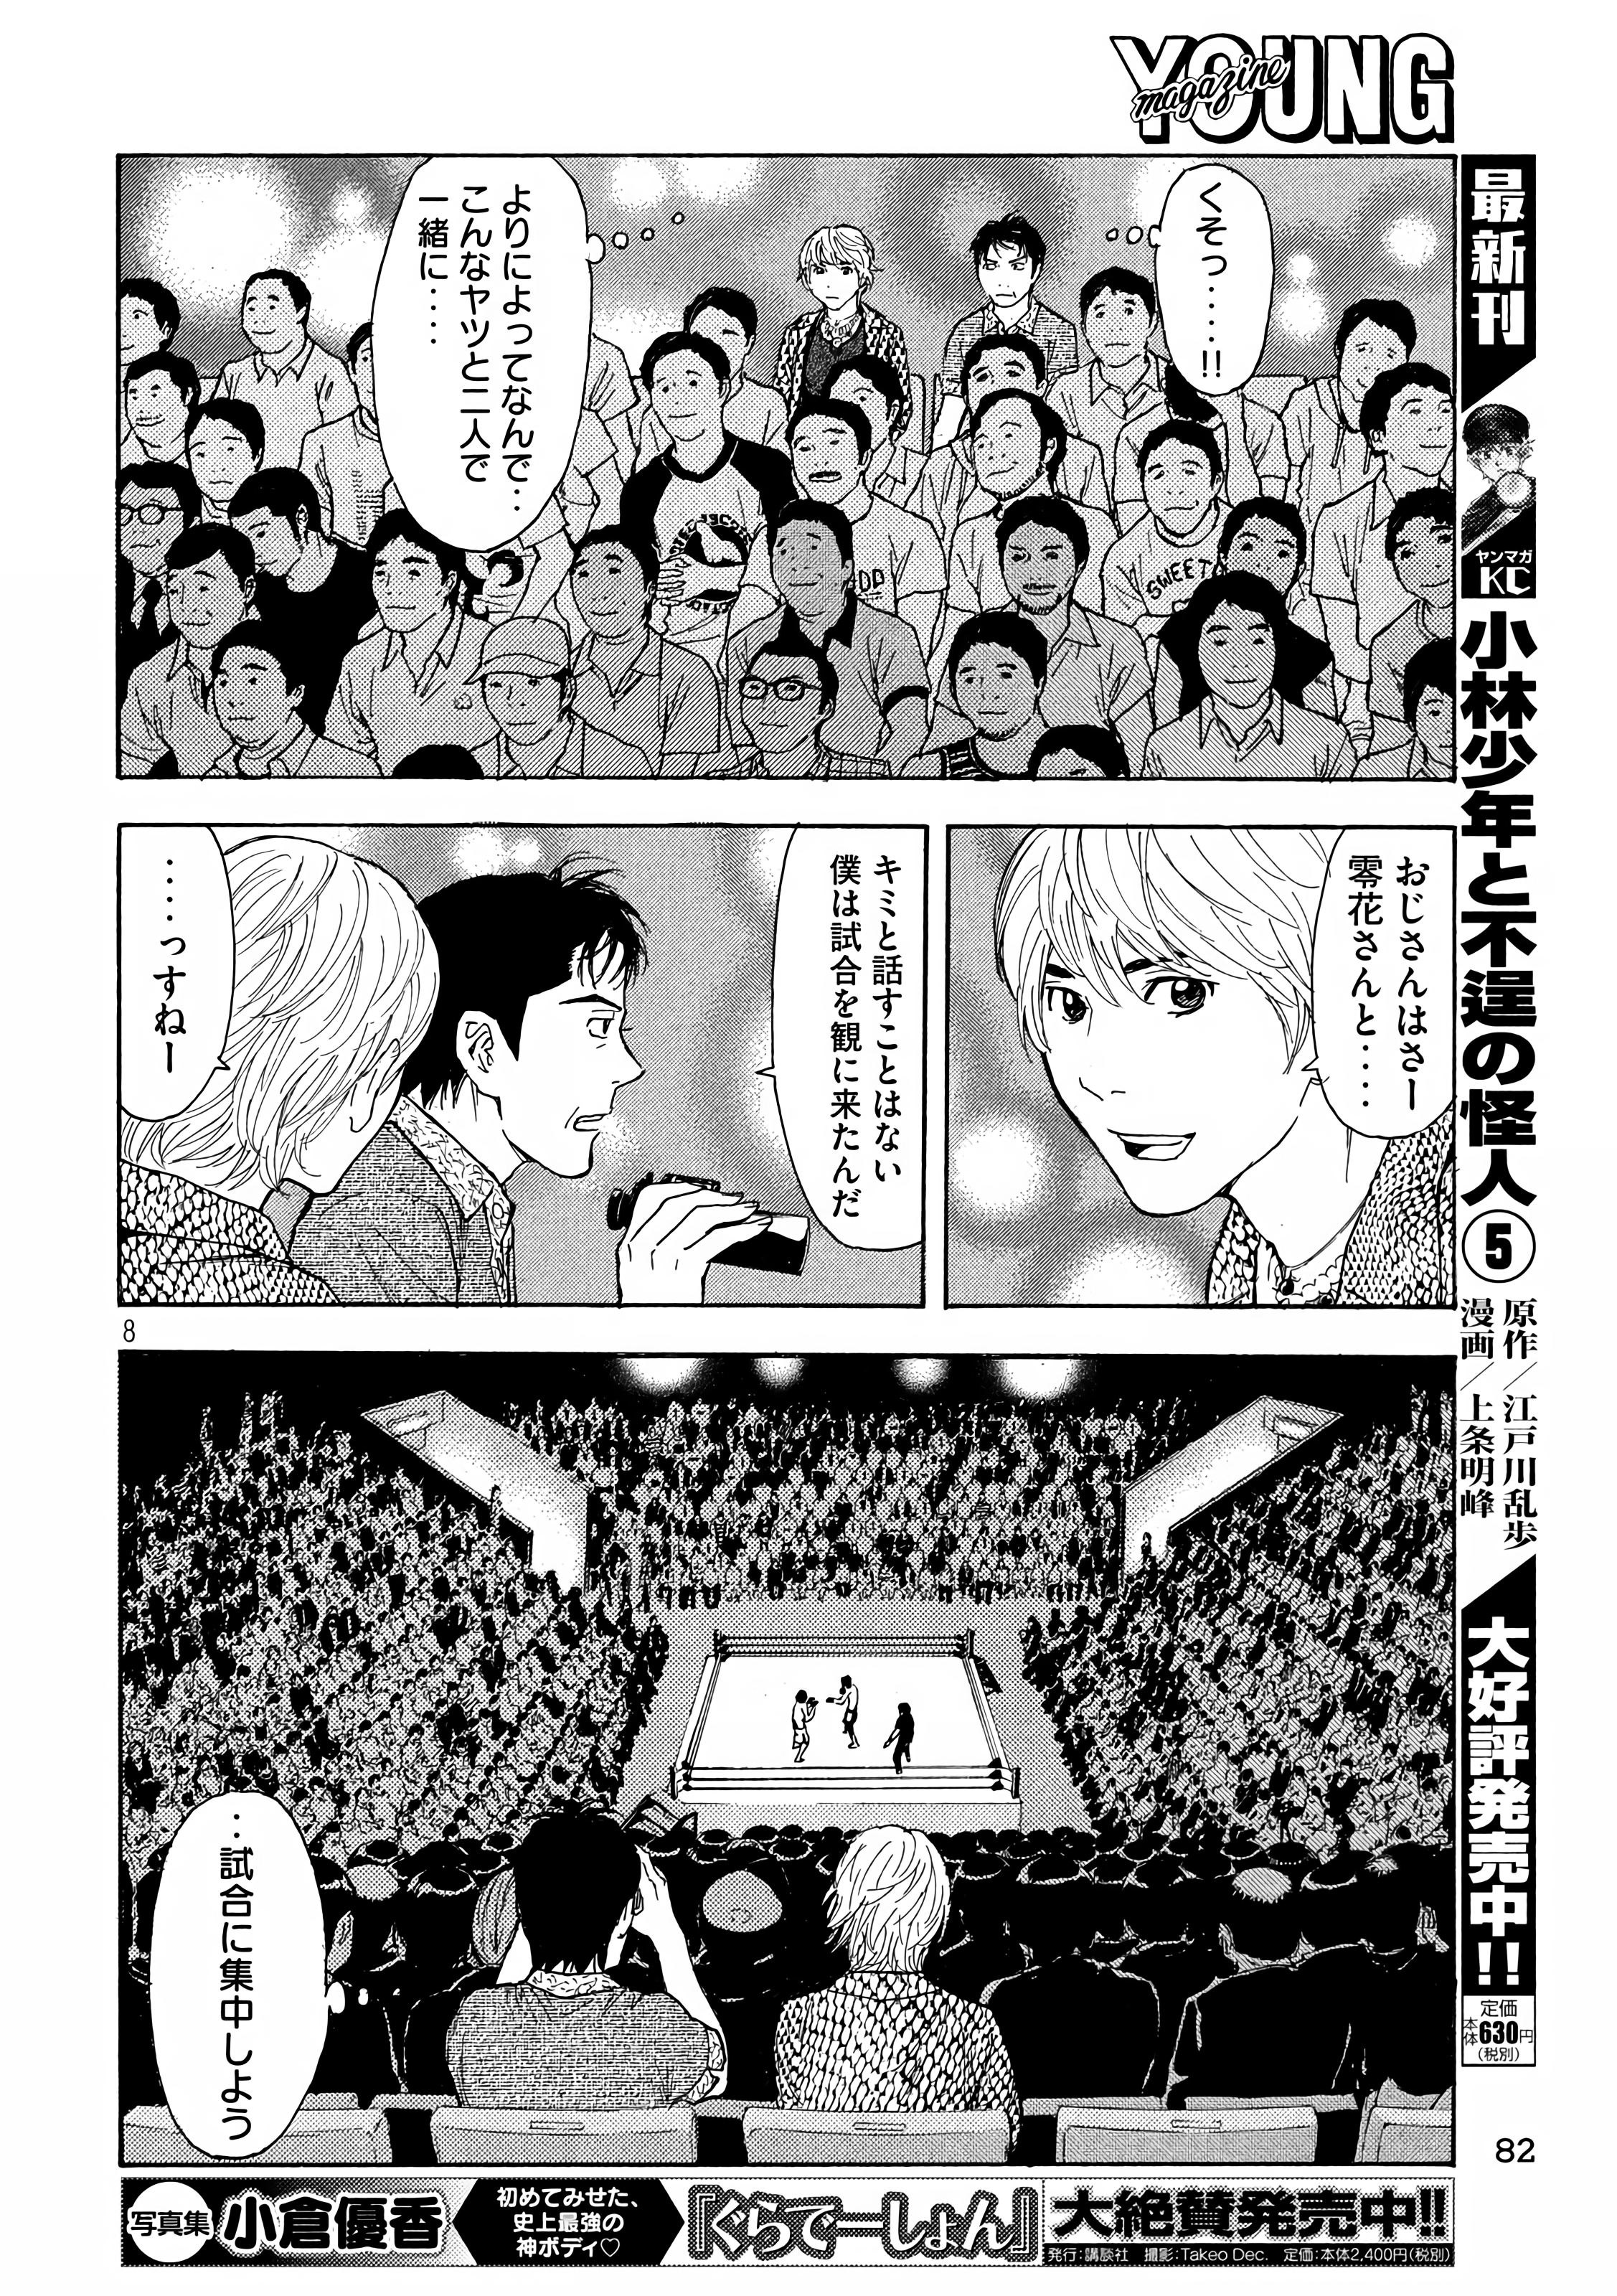 YOUNG
magazine
くそっ‥‥!!
よりによってなんで‥
こんなヤツと二人で
一緒に‥‥
SWEET
おじさんはさー
零花さんと‥‥
キミと話すことはない
僕は試合を観に来たんだ
‥‥っすねー
8
‥試合に集中しよう
最新刊
ヤンマガ
KC
小林少年と不逞の怪人⑤
原作/江戸川乱歩
漫画/上条明峰
大好評発売中!!
定価
本体630円
(税別)
82
写真集
小倉優香
初めてみせた、
史上最強の
神ボディ♡
『ぐらでーしょん』
大絶賛発売中!!
発行:講談社 撮影:Takeo Dec. 定価:本体2,400円(税別)